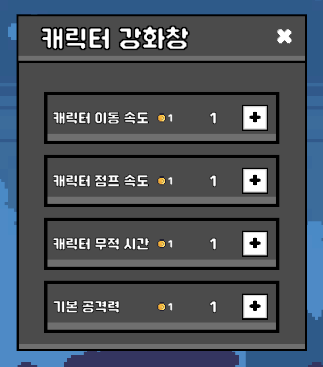 캐릭터 강화창 ✖
캐릭터 이동 속도 1 1 +
캐릭터 점프 속도 1 1 +
캐릭터 무적 시간 1 1 +
기본 공격력 1 1 +